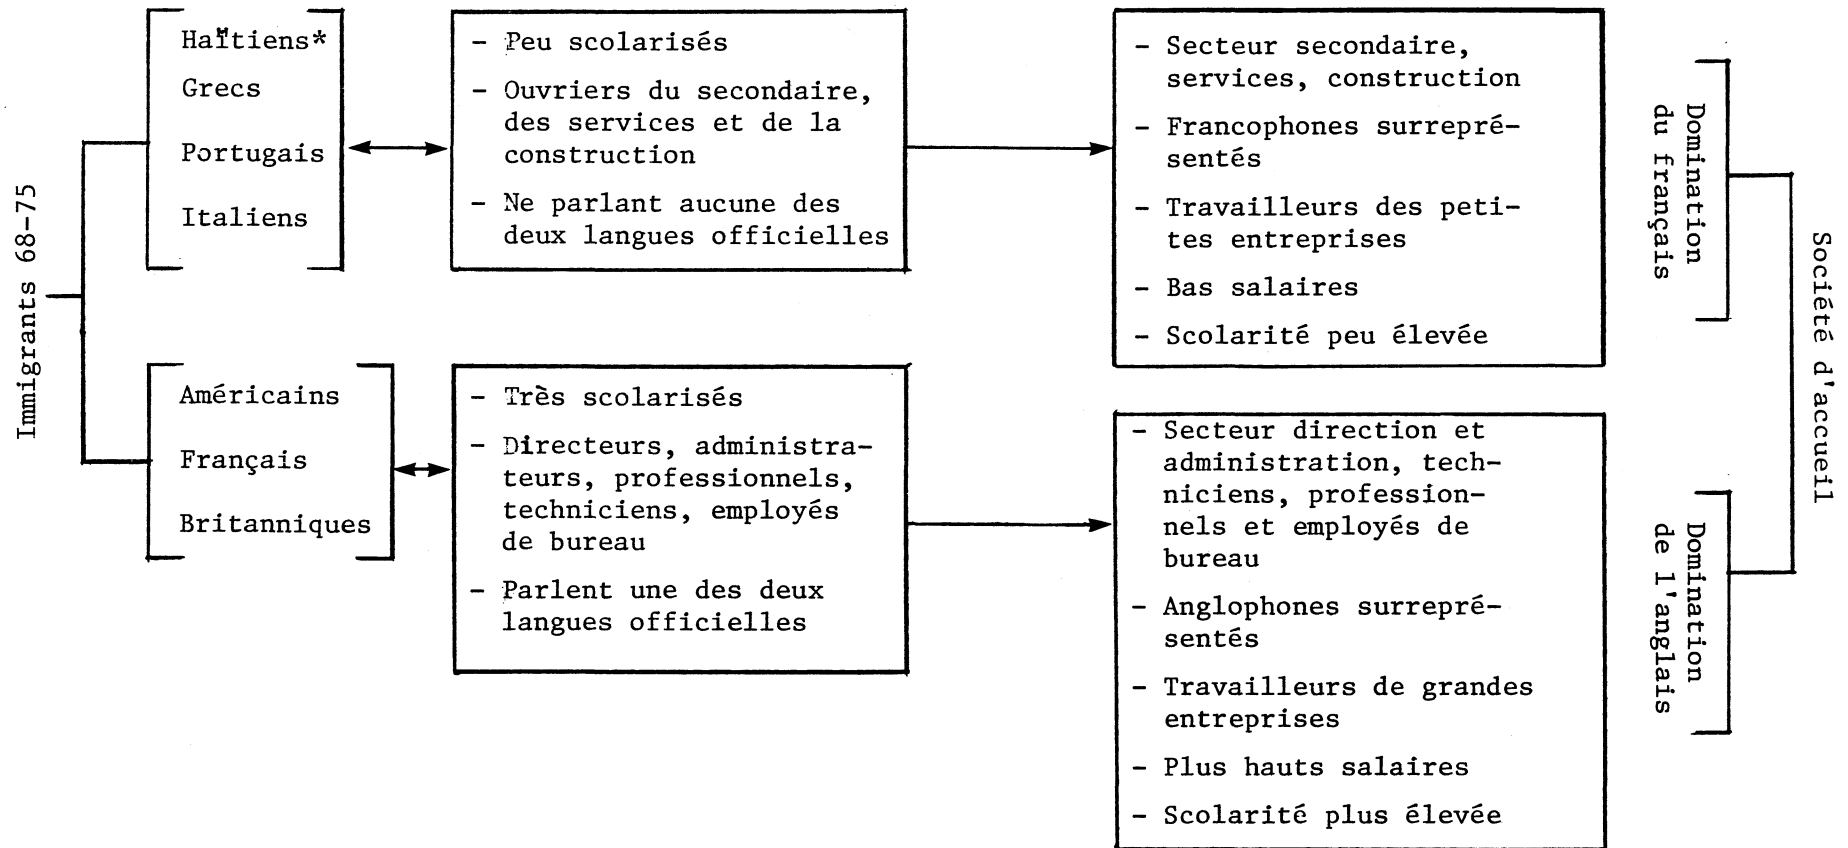 Immigrants 68-75
Haïtiens*
Grecs
Portugais
Italiens
- Peu scolarisés
- Ouvriers du secondaire,
des services et de la
construction
- Ne parlant aucune des
deux langues officielles
- Secteur secondaire,
services, construction
- Francophones surrepré-
sentés
- Travailleurs des peti-
tes entreprises
- Bas salaires
- Scolarité peu élevée
Domination
du français
Américains
Français
Britanniques
- Très scolarisés
- Directeurs, administra-
teurs, professionnels,
techniciens, employés
de bureau
- Parlent une des deux
langues officielles
- Secteur direction et
administration, tech-
niciens, profession-
nels et employés de
bureau
- Anglophones surrepré-
sentés
- Travailleurs de grandes
entreprises
- Plus hauts salaires
- Scolarité plus élevée
Domination
de l'anglais
Société d'accueil